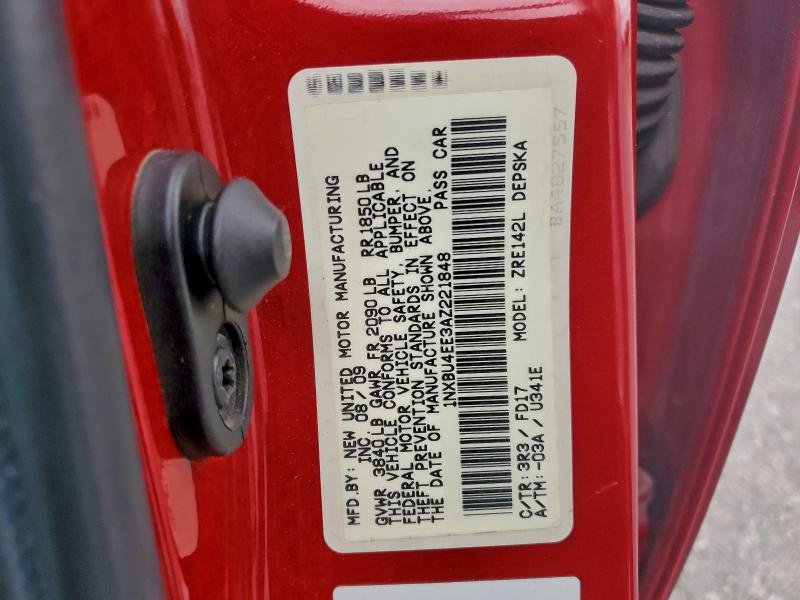 MFD.BY: NEW UNITED MOTOR MANUFACTURING
INC. 08/09
GVWR 3840LB GAWR FR 2090LB RR1850LB
THIS VEHICLE CONFORMS TO ALL APPLICABLE
FEDERAL MOTOR VEHICLE SAFETY, BUMPER, AND
THEFT PREVENTION STANDARDS IN EFFECT ON
THE DATE OF MANUFACTURE SHOWN ABOVE.
1NXBU4EE3AZ221848 PASS CAR
C/TR: 3R3 / FD17 MODEL: ZRE142L DEPSKA
A/TM: -03A / U341E
BA4827557